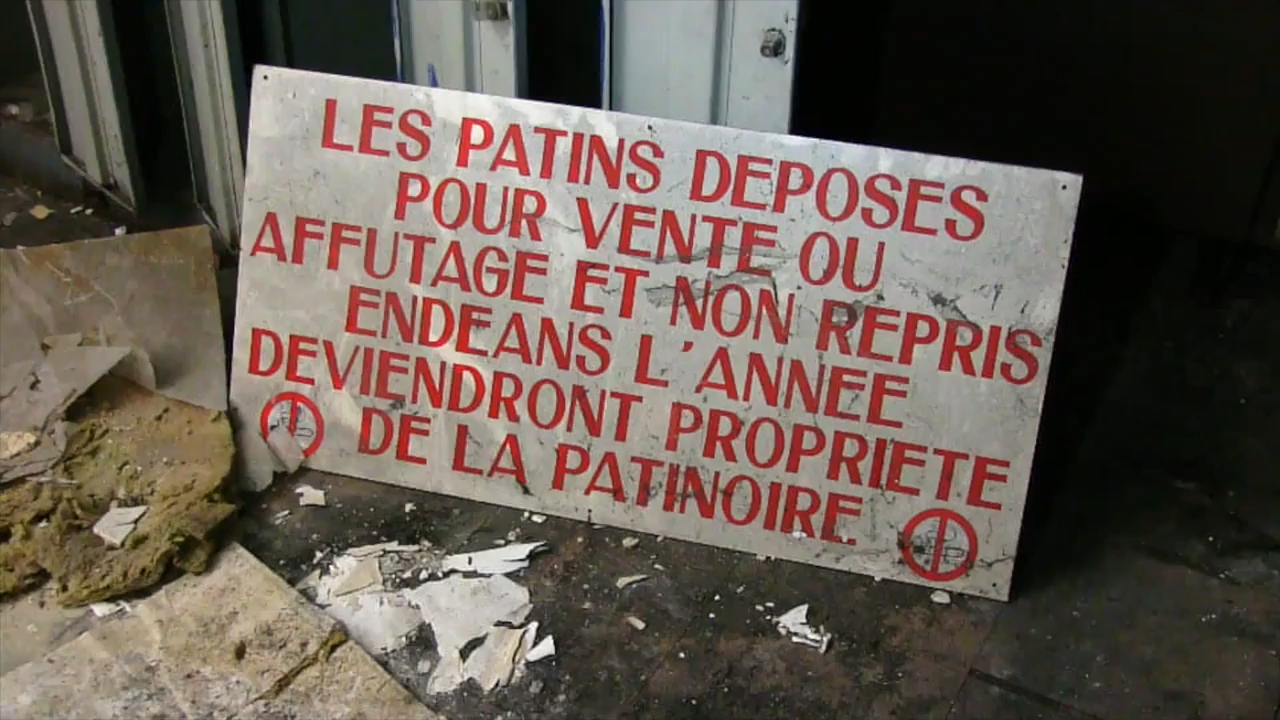 LES PATINS DEPOSES
POUR VENTE OU
AFFUTAGE ET NON REPRIS
ENDEANS L'ANNEE
DEVIENDRONT PROPRIETE
DE LA PATINOIRE